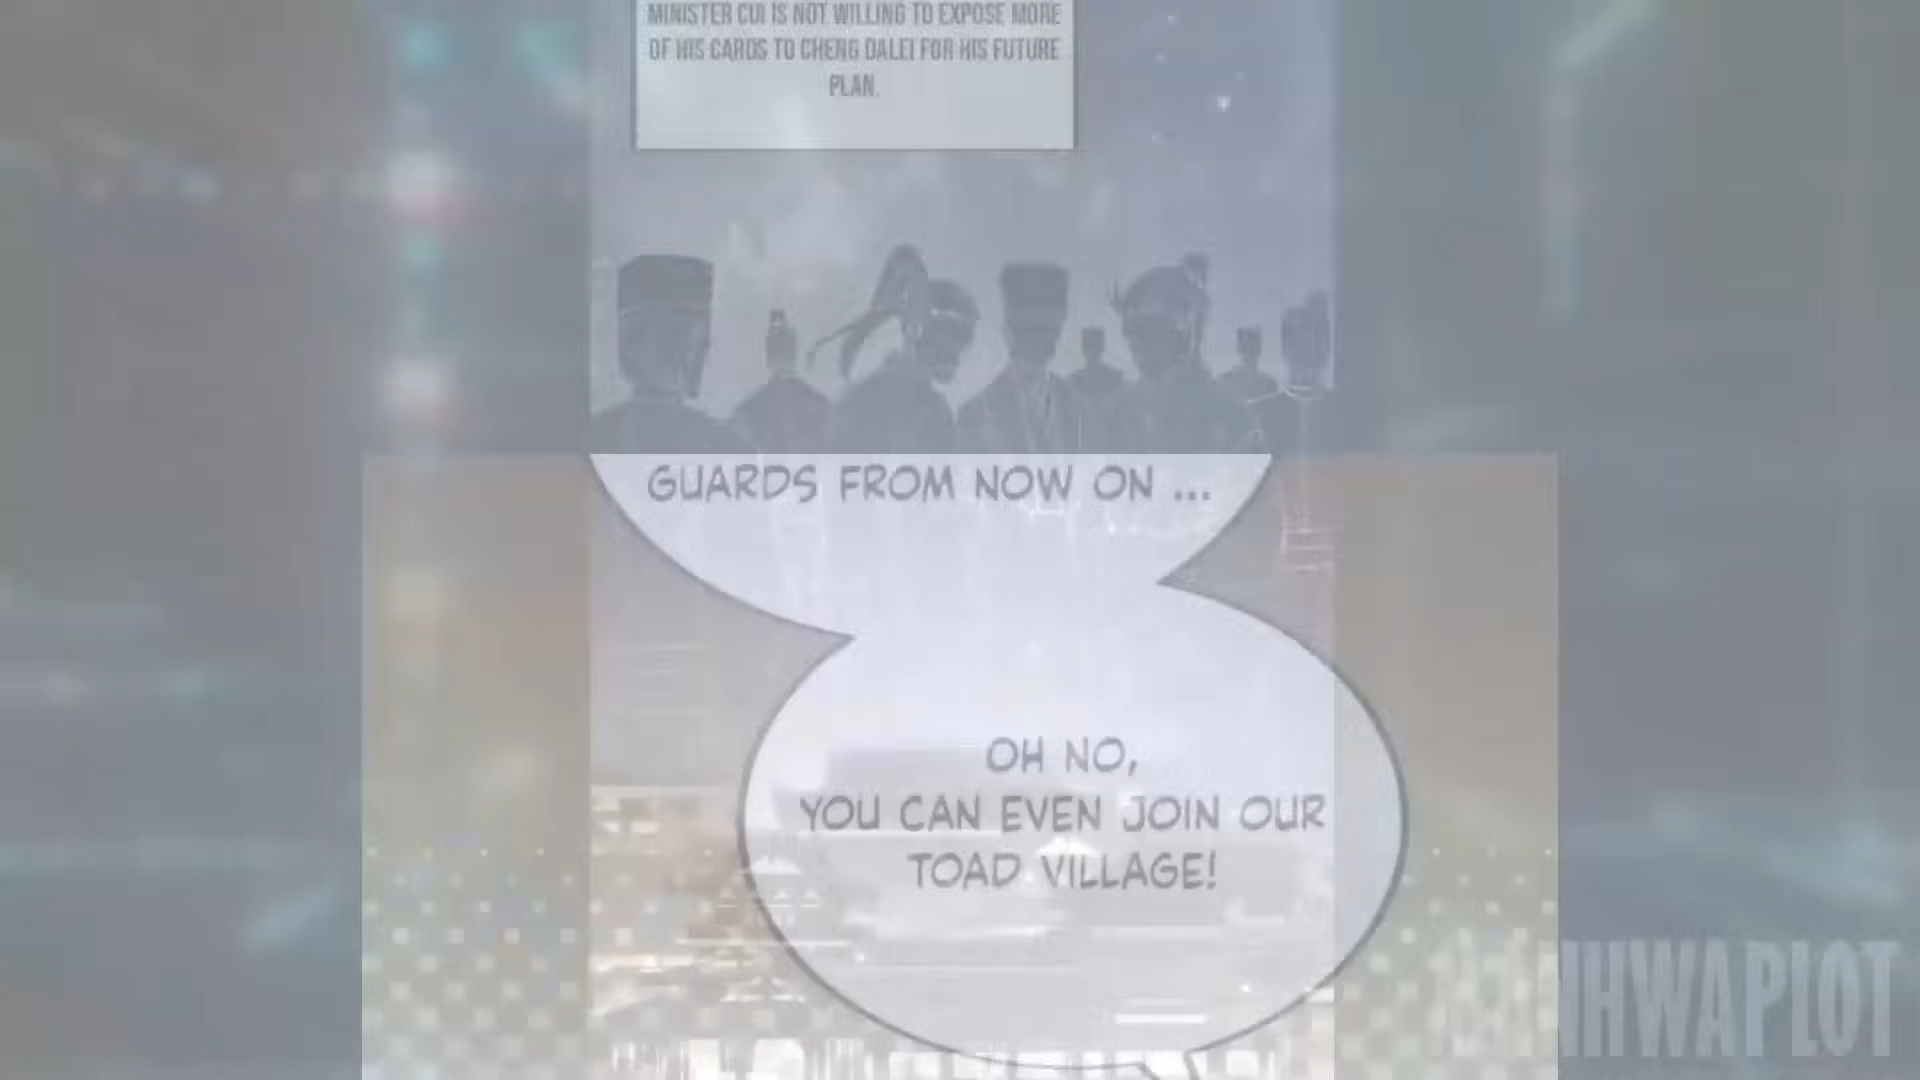 MINISTER CUI IS NOT WILLING TO EXPOSE MORE
OF HIS CARDS TO CHENG DALEI FOR HIS FUTURE
PLAN.
GUARDS FROM NOW ON ...
OH NO,
YOU CAN EVEN JOIN OUR
TOAD VILLAGE!
MANHWAPLOT